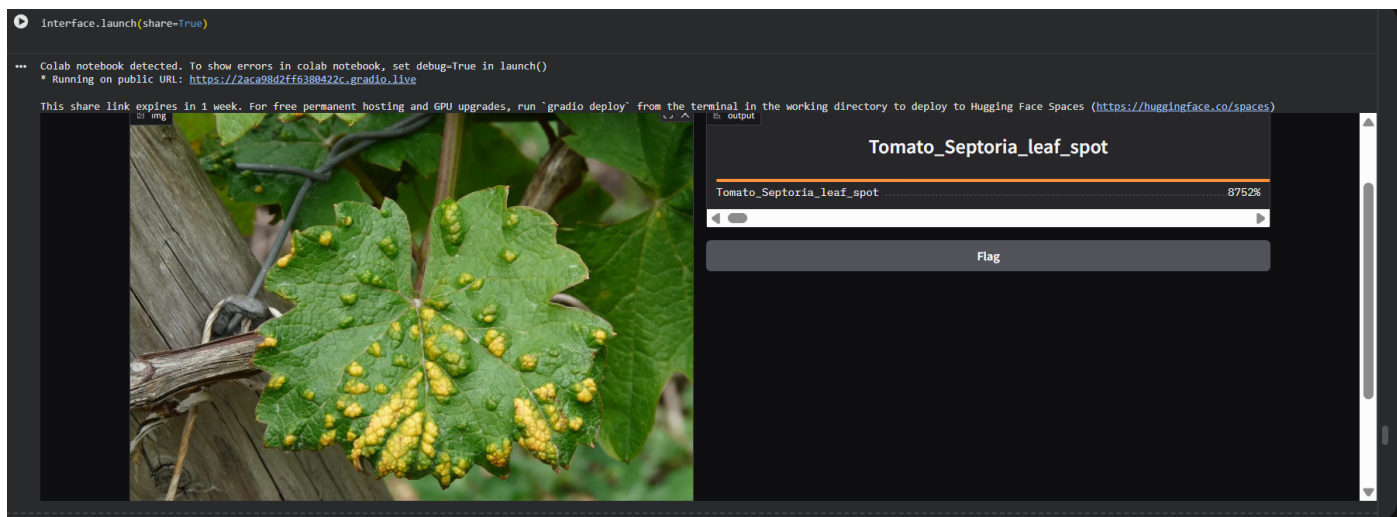 interface.launch(share=True)
Colab notebook detected. To show errors in colab notebook, set debug=True in launch()
* Running on public URL: https://2aca98d2ff6380422c.gradio.live
This share link expires in 1 week. For free permanent hosting and GPU upgrades, run `gradio deploy` from the terminal in the working directory to deploy to Hugging Face Spaces (https://huggingface.co/spaces)
img
output
Tomato_Septoria_leaf_spot
Tomato_Septoria_leaf_spot 8752%
Flag